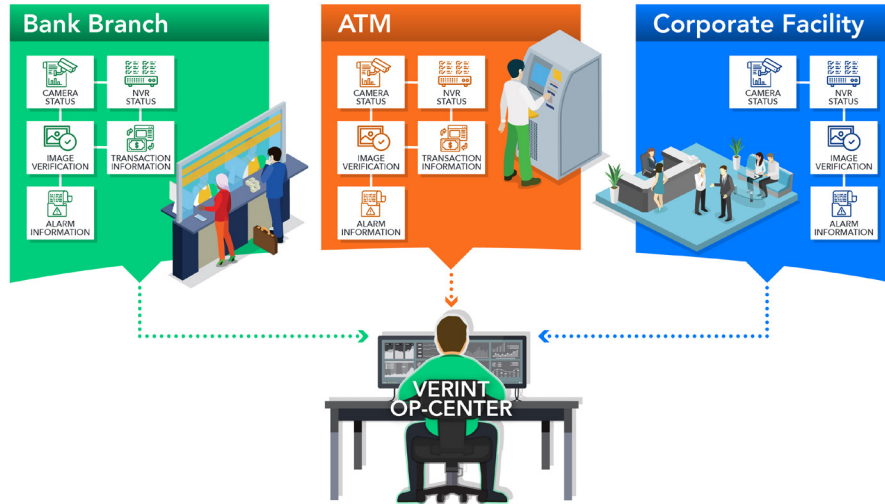 Bank Branch
CAMERA
STATUS
NVR
STATUS
IMAGE
VERIFICATION
TRANSACTION
INFORMATION
ALARM
INFORMATION
ATM
CAMERA
STATUS
NVR
STATUS
IMAGE
VERIFICATION
TRANSACTION
INFORMATION
ALARM
INFORMATION
Corporate Facility
CAMERA
STATUS
NVR
STATUS
IMAGE
VERIFICATION
ALARM
INFORMATION
VERINT
OP-CENTER